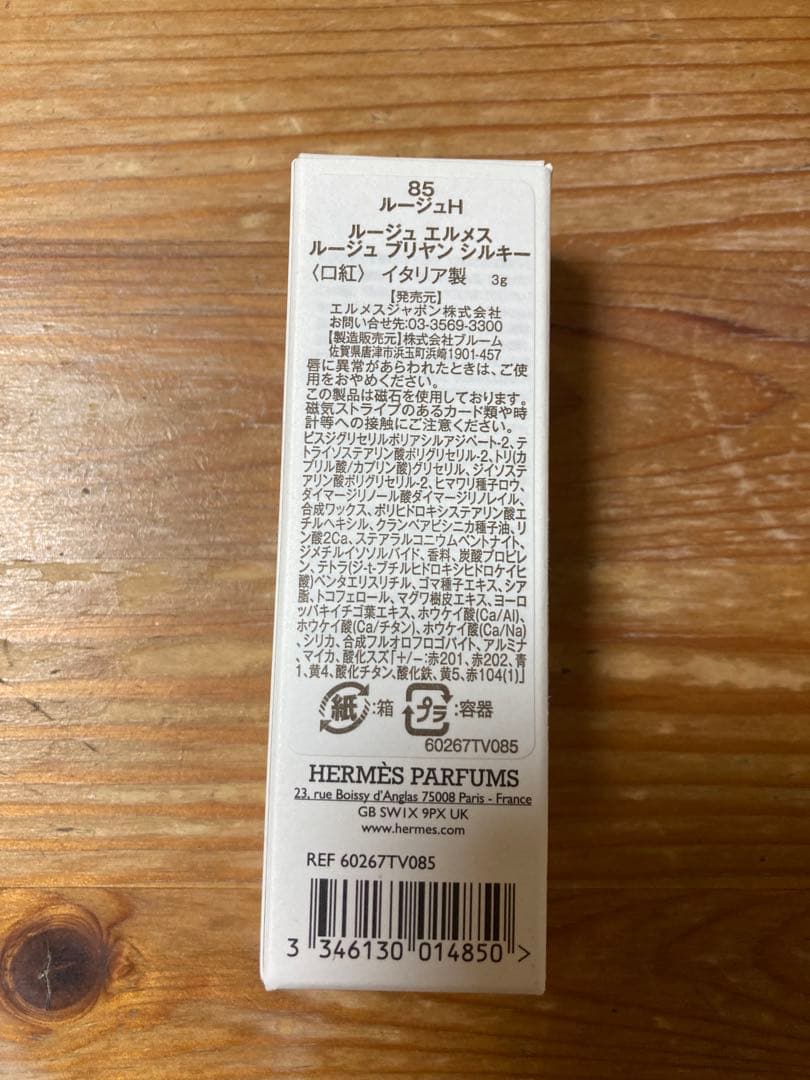 85
ルージュH
ルージュ エルメス
ルージュ ブリヤン シルキー
〈口紅〉 イタリア製 3g
【発売元】
エルメスジャポン株式会社
お問い合せ先:03-3569-3300
【製造販売元】株式会社ブルーム
佐賀県唐津市浜玉町浜崎1901-457
唇に異常があらわれたときは、ご使
用をおやめください。
この製品は磁石を使用しております。
磁気ストライプのあるカード類や時
計等への接触にご注意ください。
ビスジグリセリルポリアシルアジペート-2、テ
トライソステアリン酸ポリグリセリル-2、トリ(カ
プリル酸/カプリン酸)グリセリル、ジイソステ
アリン酸ポリグリセリル-2、ヒマワリ種子ロウ、
ダイマージリノール酸ダイマージリノレイル、
合成ワックス、ポリヒドロキシステアリン酸エ
チルヘキシル、クランベアビシニカ種子油、リ
ン酸2Ca、ステアラルコニウムベントナイト、
ジメチルイソソルバイド、香料、炭酸プロピレ
ン、テトラ(ジ-t-ブチルヒドロキシヒドロケイヒ
酸)ペンタエリスリチル、ゴマ種子エキス、シア
脂、トコフェロール、マグワ樹皮エキス、ヨーロ
ッパキイチゴ葉エキス、ホウケイ酸(Ca/Al)、
ホウケイ酸(Ca/チタン)、ホウケイ酸(Ca/Na)
、シリカ、合成フルオロフロゴパイト、アルミナ
、マイカ、酸化スズ「+/−:赤201、赤202、青
1、黄4、酸化チタン、酸化鉄、黄5、赤104(1)」
紙 :箱 プラ :容器
60267TV085
HERMÈS PARFUMS
23, rue Boissy d'Anglas 75008 Paris - France
GB SW1X 9PX UK
www.hermes.com
REF 60267TV085
3 346130 014850 >